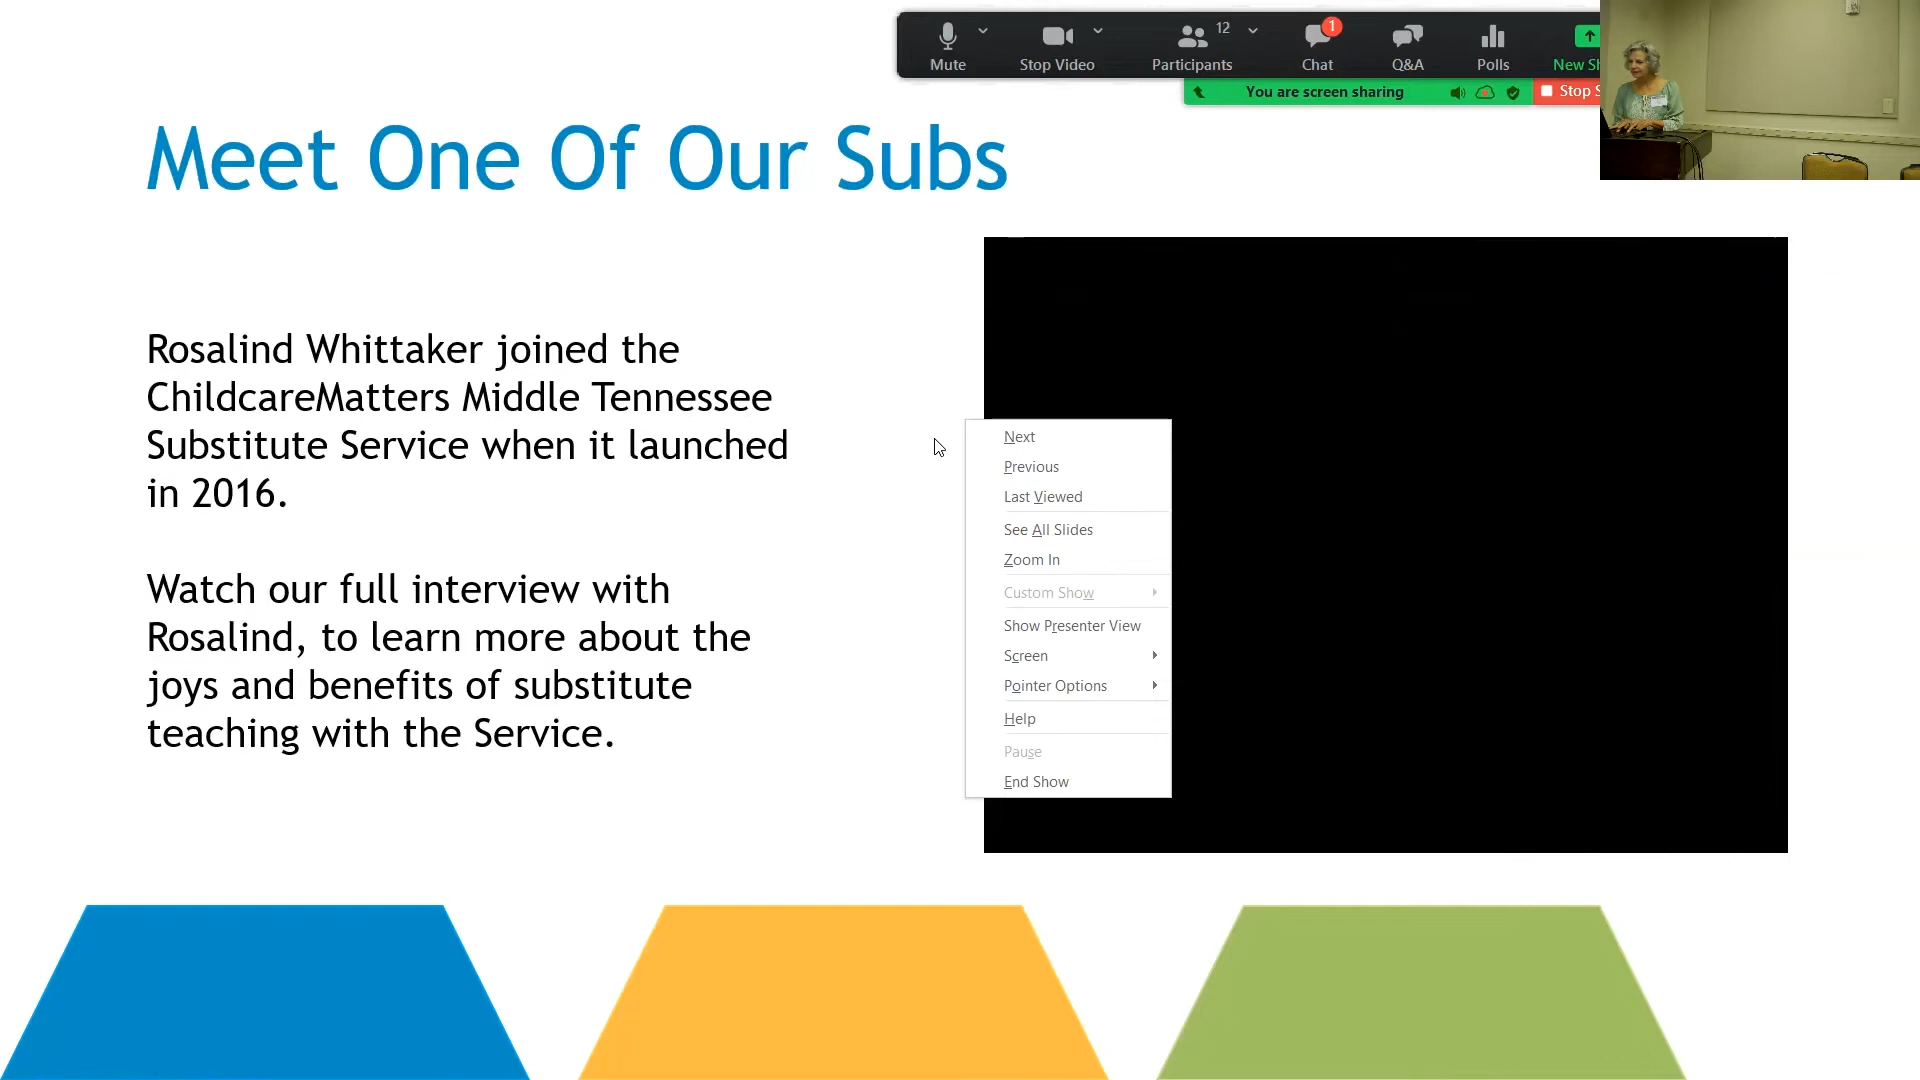 12
1
Mute
Stop Video
Participants
Chat
Q&A
Polls
New Sh
You are screen sharing
Stop S
Meet One Of Our Subs
Rosalind Whittaker joined the
ChildcareMatters Middle Tennessee
Substitute Service when it launched
in 2016.
Watch our full interview with
Rosalind, to learn more about the
joys and benefits of substitute
teaching with the Service.
Next
Previous
Last Viewed
See All Slides
Zoom In
Custom Show
Show Presenter View
Screen
Pointer Options
Help
Pause
End Show